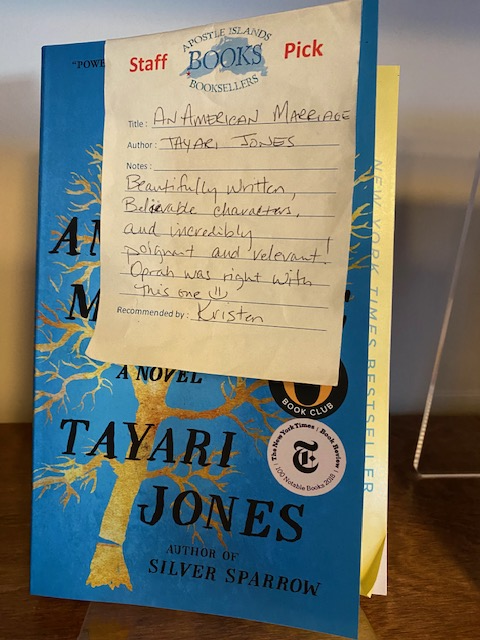 "POWE
Staff
APOSTLE ISLANDS
BOOKS
BOOKSELLERS
Pick
Title: AN AMERICAN MARRIAGE
Author: TAYARI JONES
Notes:
Beautifully written,
Believable characters,
and incredibly
poignant and relevant!
Oprah was right with
this one
Recommended by: Kristen
A
M
A NOVEL
BOOK CLUB
TAYARI
JONES
The New York Times Book Review
100 Notable Books 2018
T
AUTHOR OF
SILVER SPARROW
NEW YORK TIMES BESTSELLER